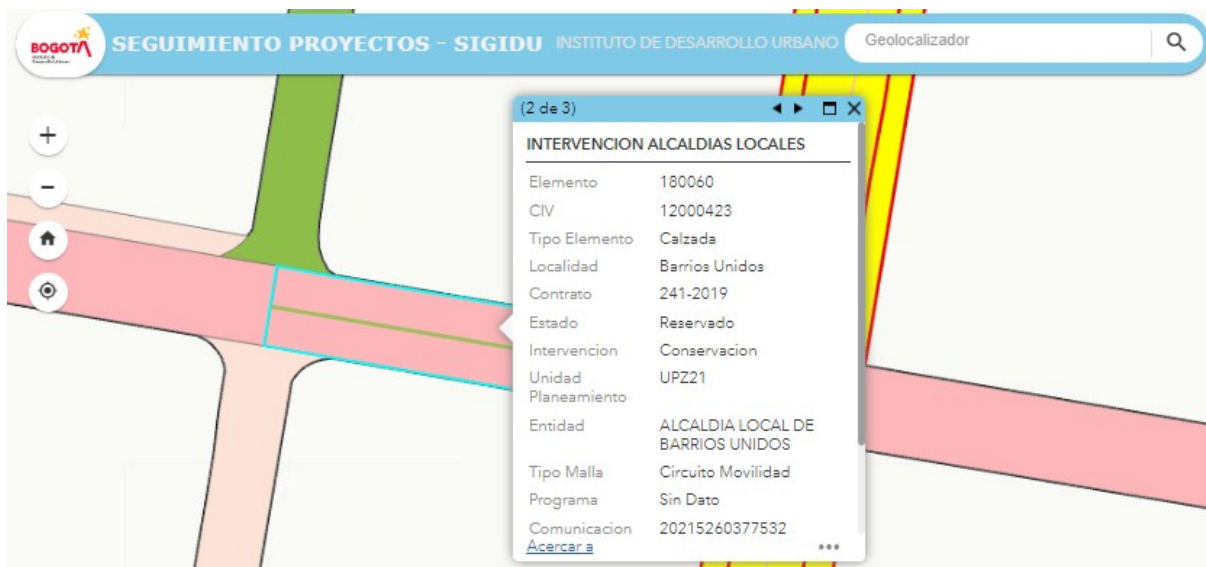 BOGOTÁ
SEGUIMIENTO PROYECTOS - SIGIDU INSTITUTO DE DESARROLLO URBANO Geolocalizador
(2 de 3)
INTERVENCION ALCALDIAS LOCALES
Elemento 180060
CIV 12000423
Tipo Elemento Calzada
Localidad Barrios Unidos
Contrato 241-2019
Estado Reservado
Intervencion Conservacion
Unidad UPZ21
Planeamiento
Entidad ALCALDIA LOCAL DE
BARRIOS UNIDOS
Tipo Malla Circuito Movilidad
Programa Sin Dato
Comunicacion 20215260377532
Acercar a